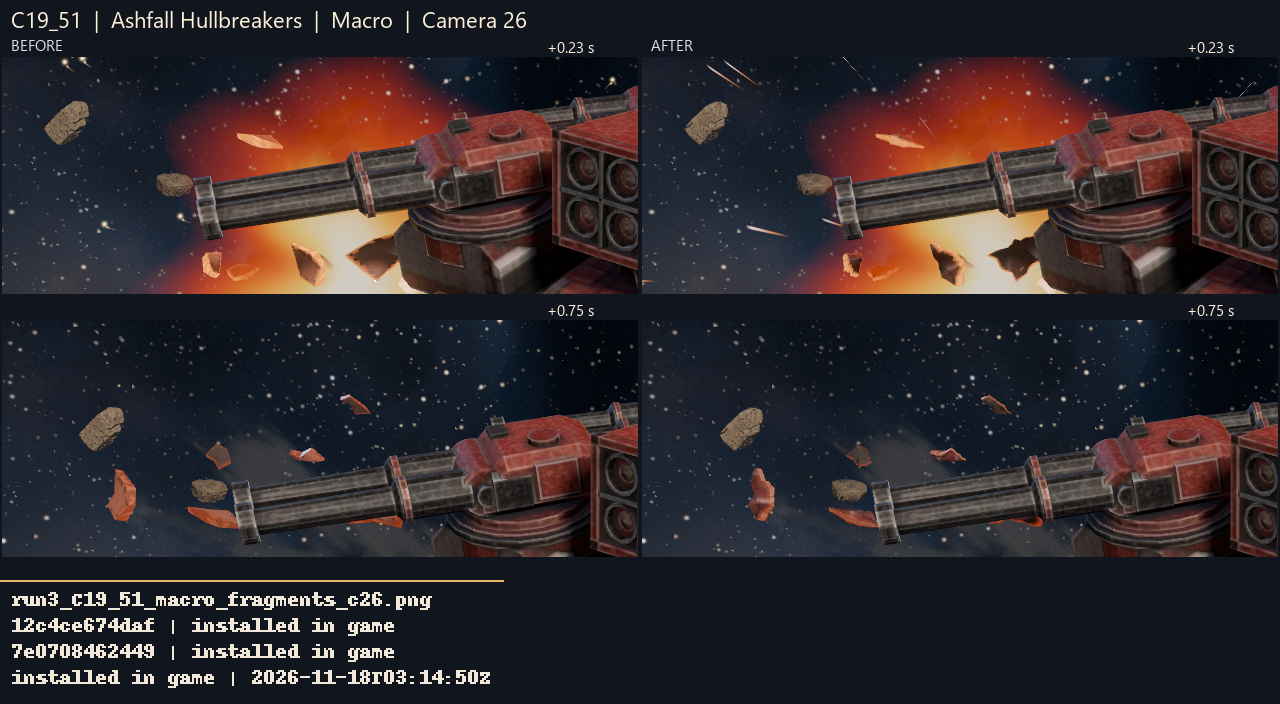 C19_51 | Ashfall Hullbreakers | Macro | Camera 26
BEFORE +0.23 s AFTER +0.23 s
+0.75 s +0.75 s
run3_C19_51_macro_fragments_c26.png
12c4ce674daf | installed in game
7e0708462449 | installed in game
installed in game | 2026-11-18T03:14:50Z